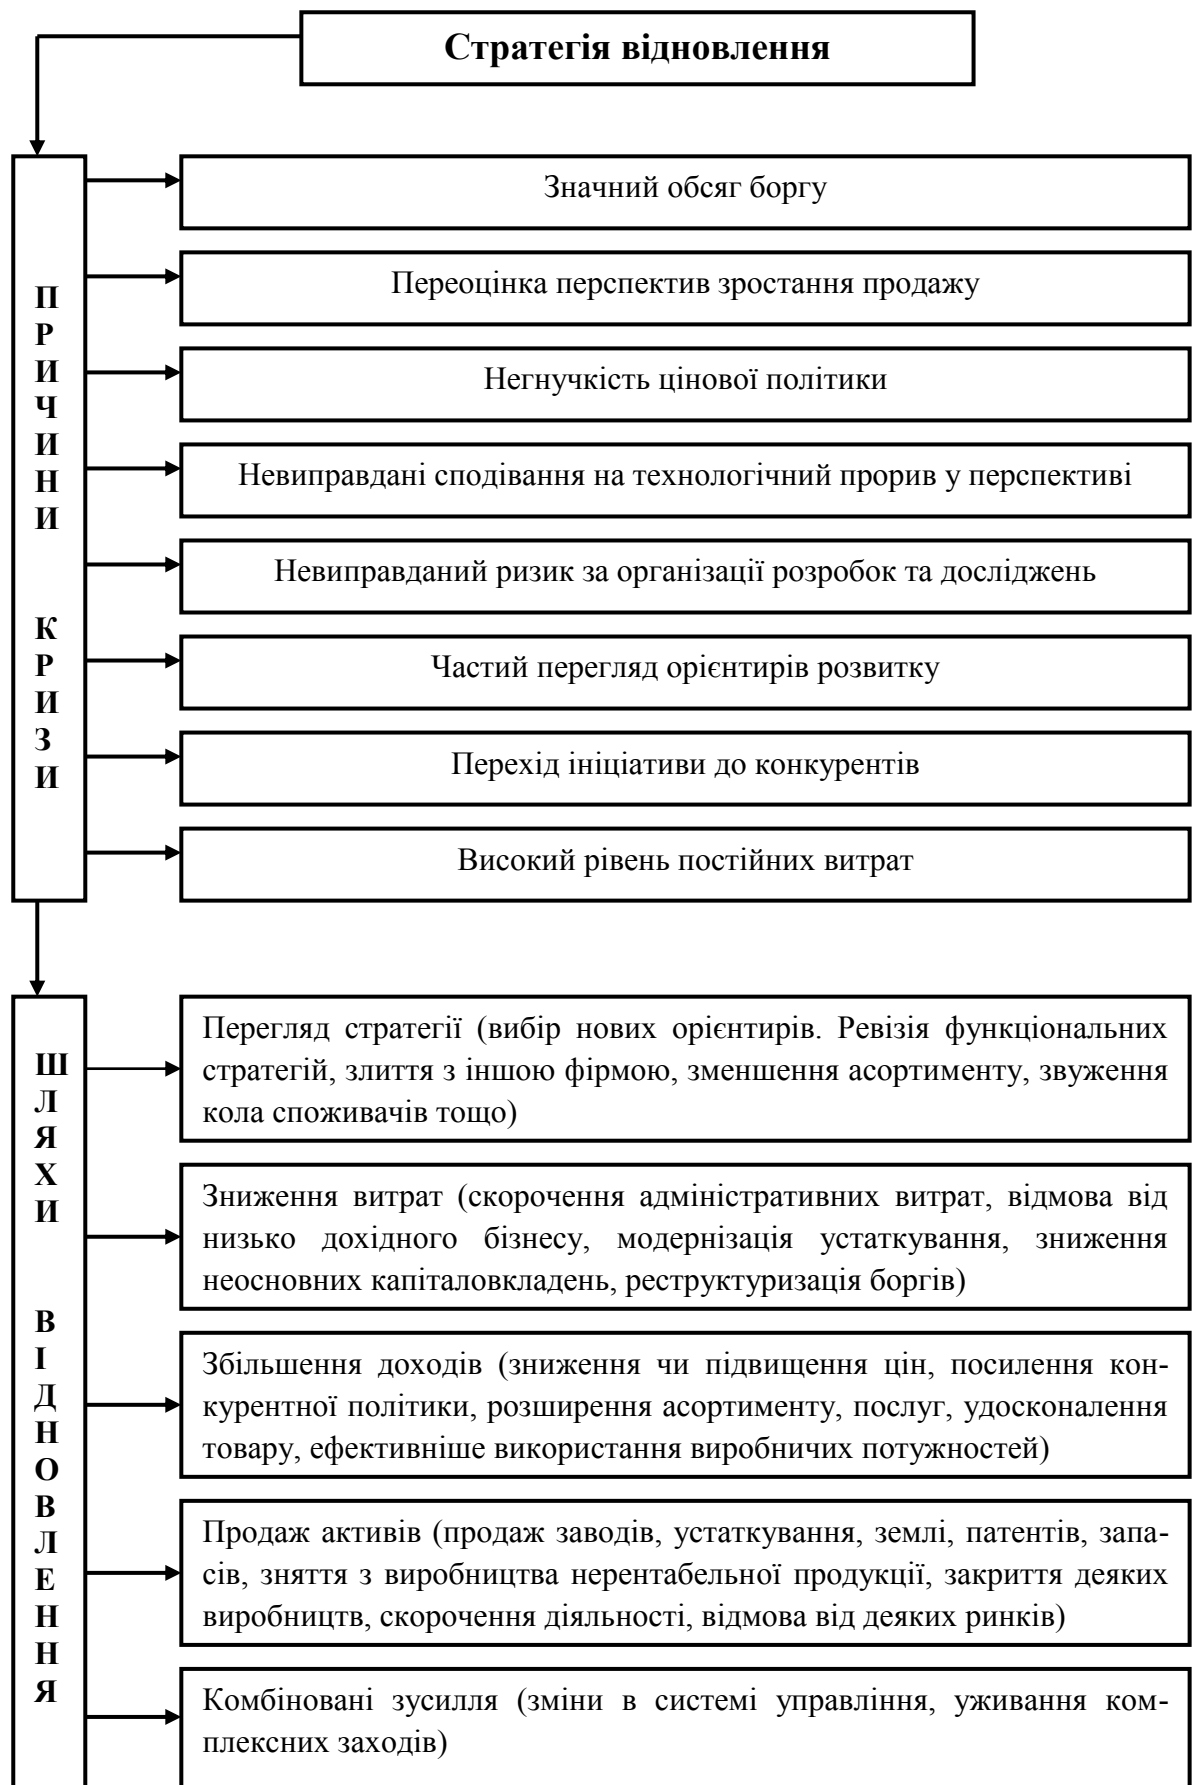 Стратегія відновлення
ПРИЧИНИ КРИЗИ
Значний обсяг боргу
Переоцінка перспектив зростання продажу
Негнучкість цінової політики
Невиправдані сподівання на технологічний прорив у перспективі
Невиправданий ризик за організації розробок та досліджень
Частий перегляд орієнтирів розвитку
Перехід ініціативи до конкурентів
Високий рівень постійних витрат
ШЛЯХИ ВІДНОВЛЕННЯ
Перегляд стратегії (вибір нових орієнтирів. Ревізія функціональних
стратегій, злиття з іншою фірмою, зменшення асортименту, звуження
кола споживачів тощо)
Зниження витрат (скорочення адміністративних витрат, відмова від
низько дохідного бізнесу, модернізація устаткування, зниження
неосновних капіталовкладень, реструктуризація боргів)
Збільшення доходів (зниження чи підвищення цін, посилення кон-
курентної політики, розширення асортименту, послуг, удосконалення
товару, ефективніше використання виробничих потужностей)
Продаж активів (продаж заводів, устаткування, землі, патентів, запа-
сів, зняття з виробництва нерентабельної продукції, закриття деяких
виробництв, скорочення діяльності, відмова від деяких ринків)
Комбіновані зусилля (зміни в системі управління, уживання ком-
плексних заходів)